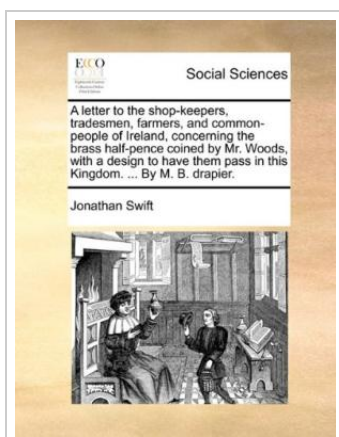 ECCO
Social Sciences
A letter to the shop-keepers,
tradesmen, farmers, and common-
people of Ireland, concerning the
brass half-pence coined by Mr. Woods,
with a design to have them pass in this
Kingdom. ... By M. B. drapier.
Jonathan Swift